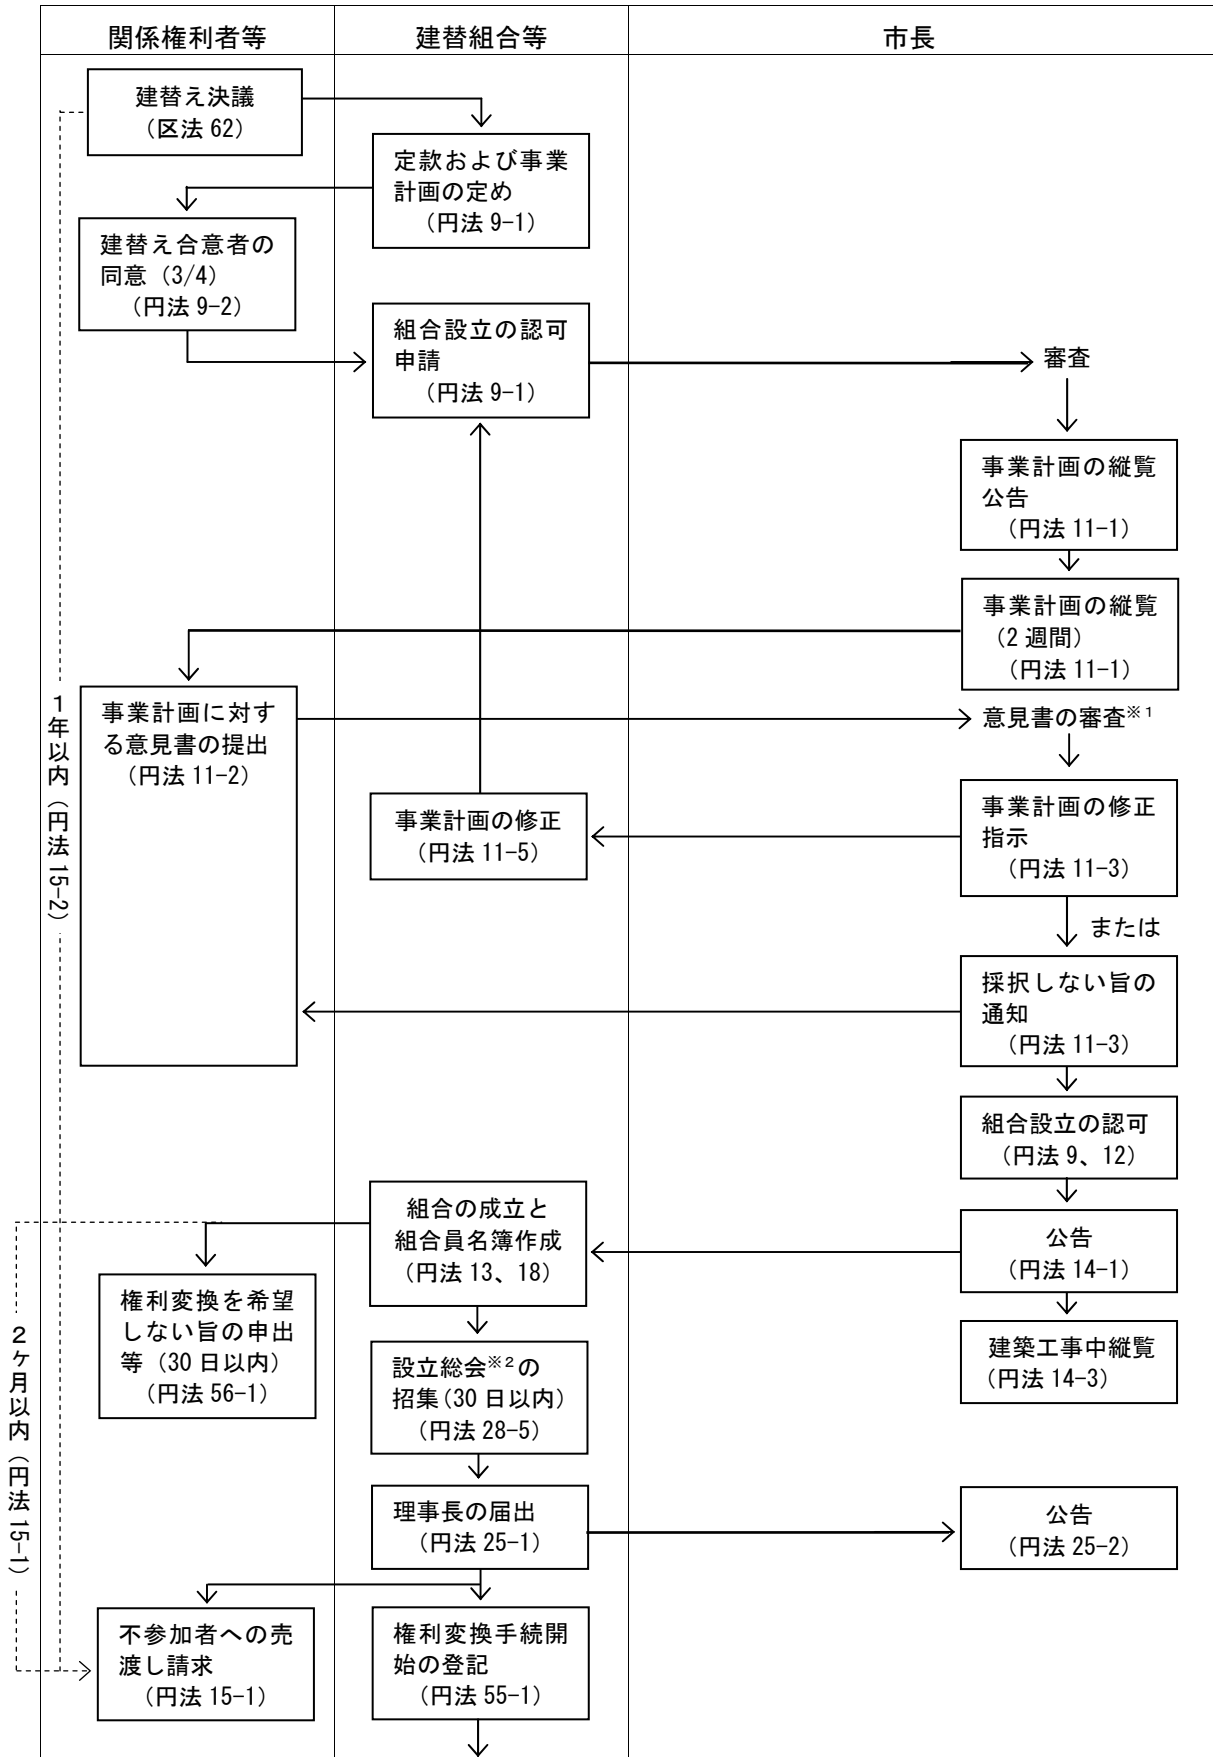 関係権利者等
建替組合等
市長
建替え決議
（区法 62）
定款および事業
計画の定め
（円法 9-1）
建替え合意者の
同意（3/4）
（円法 9-2）
組合設立の認可
申請
（円法 9-1）
審査
事業計画の縦覧
公告
（円法 11-1）
事業計画の縦覧
（2 週間）
（円法 11-1）
事業計画に対す
る意見書の提出
（円法 11-2）
意見書の審査※1
事業計画の修正
指示
（円法 11-3）
事業計画の修正
（円法 11-5）
または
採択しない旨の
通知
（円法 11-3）
組合設立の認可
（円法 9、12）
公告
（円法 14-1）
組合の成立と
組合員名簿作成
（円法 13、18）
建築工事中縦覧
（円法 14-3）
権利変換を希望
しない旨の申出
等（30 日以内）
（円法 56-1）
設立総会※2の
招集（30 日以内）
（円法 28-5）
理事長の届出
（円法 25-1）
公告
（円法 25-2）
不参加者への売
渡し請求
（円法 15-1）
権利変換手続開
始の登記
（円法 55-1）
1年以内（円法 15-2）
2ヶ月以内（円法 15-1）